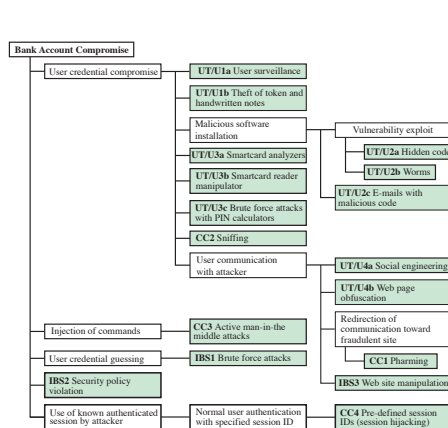 Bank Account Compromise
User credential compromise
UT/U1a User surveillance
UT/U1b Theft of token and
handwritten notes
Malicious software
installation
Vulnerability exploit
UT/U2a Hidden code
UT/U2b Worms
UT/U2c E-mails with
malicious code
UT/U3a Smartcard analyzers
UT/U3b Smartcard reader
manipulator
UT/U3c Brute force attacks
with PIN calculators
CC2 Sniffing
User communication
with attacker
UT/U4a Social engineering
UT/U4b Web page
obfuscation
Redirection of
communication toward
fraudulent site
CC1 Pharming
IBS3 Web site manipulation
Injection of commands
CC3 Active man-in-the
middle attacks
User credential guessing
IBS1 Brute force attacks
IBS2 Security policy
violation
Use of known authenticated
session by attacker
Normal user authentication
with specified session ID
CC4 Pre-defined session
IDs (session hijacking)